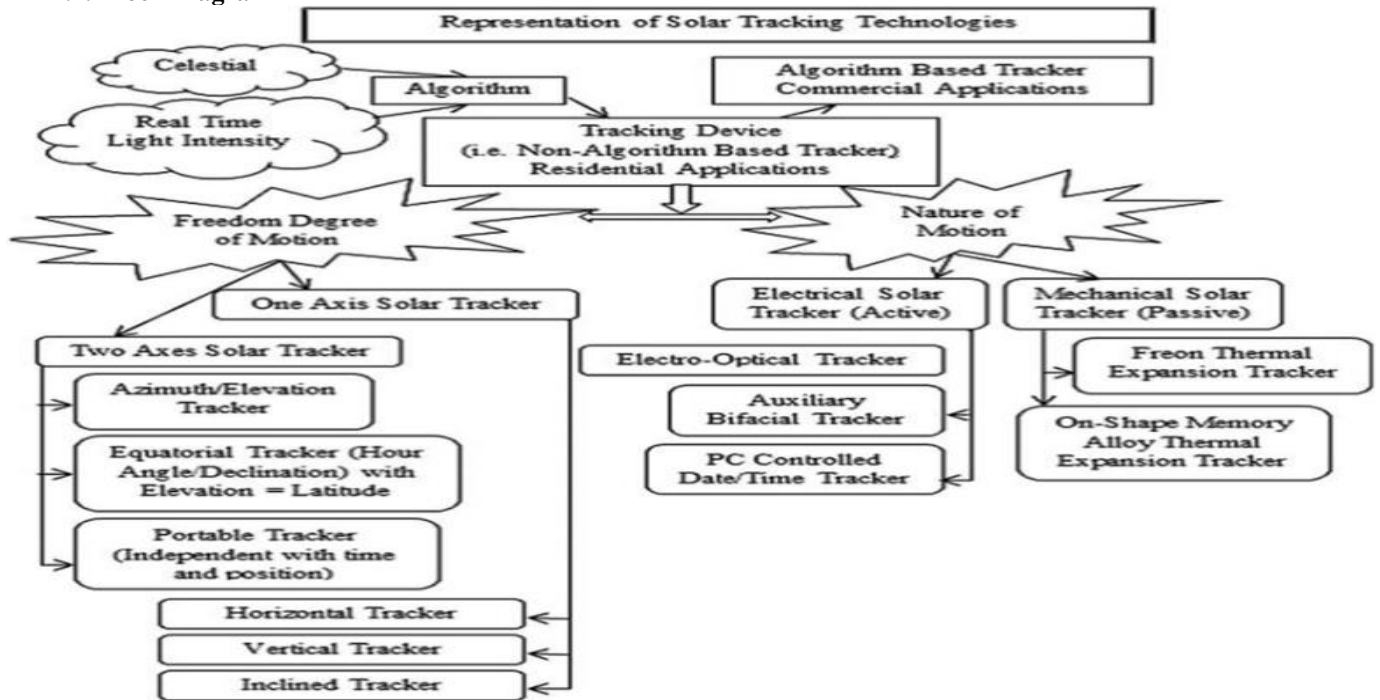 Representation of Solar Tracking Technologies
Celestial
Real Time
Light Intensity
Algorithm
Algorithm Based Tracker
Commercial Applications
Tracking Device
(i.e. Non-Algorithm Based Tracker)
Residential Applications
Freedom Degree
of Motion
Nature of
Motion
One Axis Solar Tracker
Two Axes Solar Tracker
Azimuth/Elevation
Tracker
Equatorial Tracker (Hour
Angle/Declination) with
Elevation = Latitude
Portable Tracker
(Independent with time
and position)
Horizontal Tracker
Vertical Tracker
Inclined Tracker
Electrical Solar
Tracker (Active)
Electro-Optical Tracker
Auxiliary
Bifacial Tracker
PC Controlled
Date/Time Tracker
Mechanical Solar
Tracker (Passive)
Freon Thermal
Expansion Tracker
On-Shape Memory
Alloy Thermal
Expansion Tracker